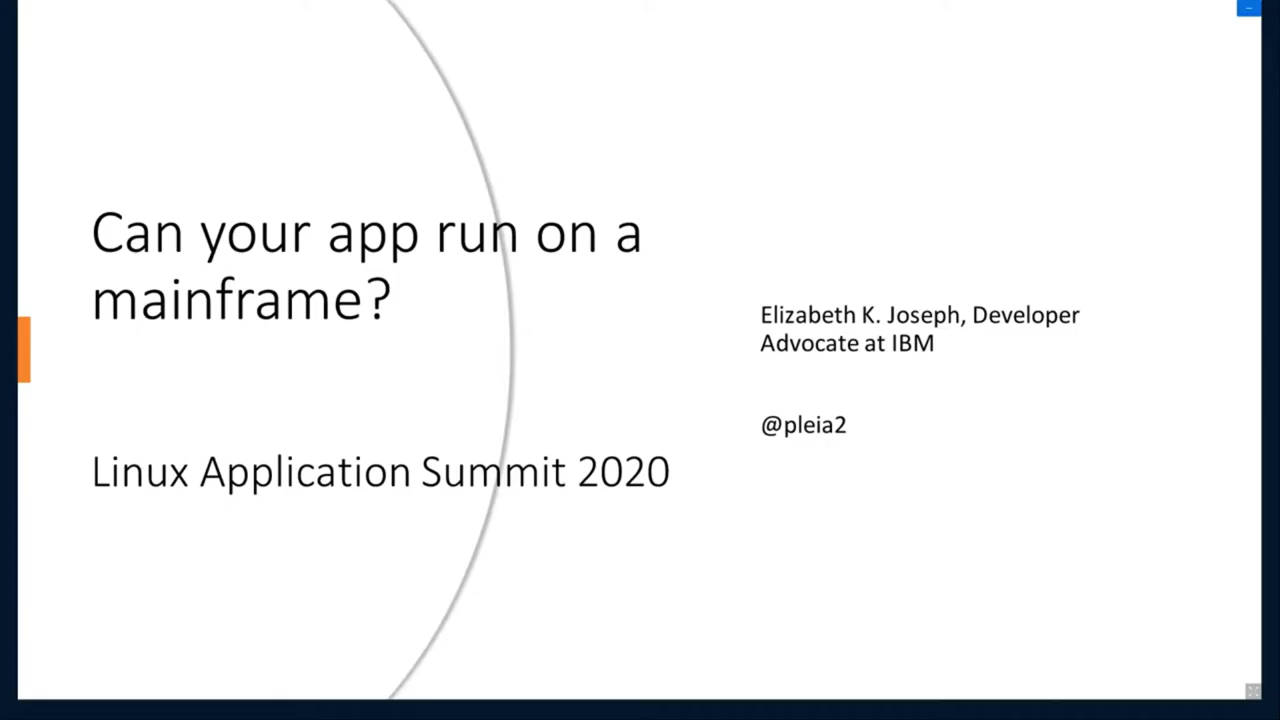 Can your app run on a
mainframe?
Linux Application Summit 2020
Elizabeth K. Joseph, Developer
Advocate at IBM
@pleia2